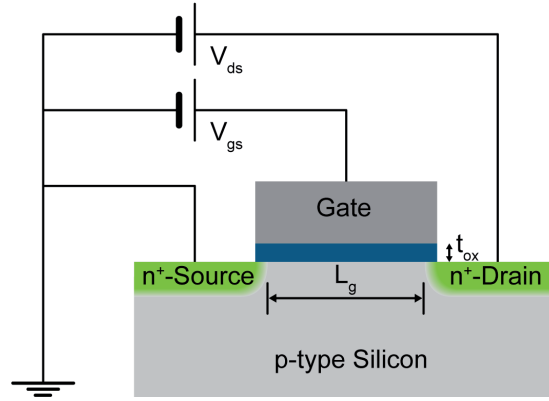 V_ds
V_gs
Gate
t_ox
n⁺-Source
L_g
n⁺-Drain
p-type Silicon